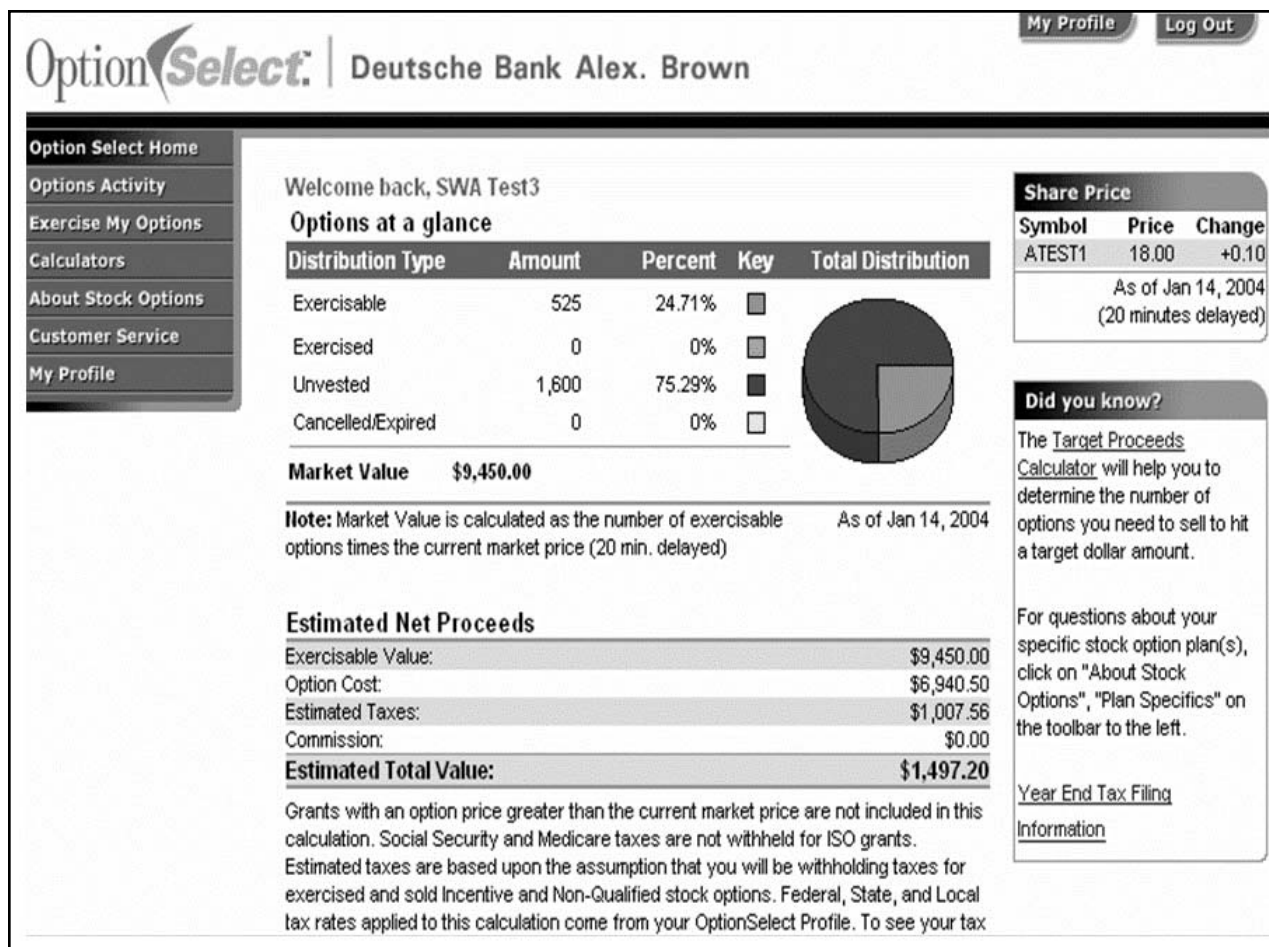 My Profile Log Out
OptionSelect™ | Deutsche Bank Alex. Brown
Option Select Home
Options Activity
Exercise My Options
Calculators
About Stock Options
Customer Service
My Profile
Welcome back, SWA Test3
Options at a glance
Distribution Type Amount Percent Key Total Distribution
Exercisable 525 24.71%
Exercised 0 0%
Unvested 1,600 75.29%
Cancelled/Expired 0 0%
Market Value $9,450.00
Note: Market Value is calculated as the number of exercisable
options times the current market price (20 min. delayed)
As of Jan 14, 2004
Estimated Net Proceeds
Exercisable Value: $9,450.00
Option Cost: $6,940.50
Estimated Taxes: $1,007.56
Commission: $0.00
Estimated Total Value: $1,497.20
Grants with an option price greater than the current market price are not included in this
calculation. Social Security and Medicare taxes are not withheld for ISO grants.
Estimated taxes are based upon the assumption that you will be withholding taxes for
exercised and sold Incentive and Non-Qualified stock options. Federal, State, and Local
tax rates applied to this calculation come from your OptionSelect Profile. To see your tax
Share Price
Symbol Price Change
ATEST1 18.00 +0.10
As of Jan 14, 2004
(20 minutes delayed)
Did you know?
The Target Proceeds
Calculator will help you to
determine the number of
options you need to sell to hit
a target dollar amount.
For questions about your
specific stock option plan(s),
click on "About Stock
Options", "Plan Specifics" on
the toolbar to the left.
Year End Tax Filing
Information